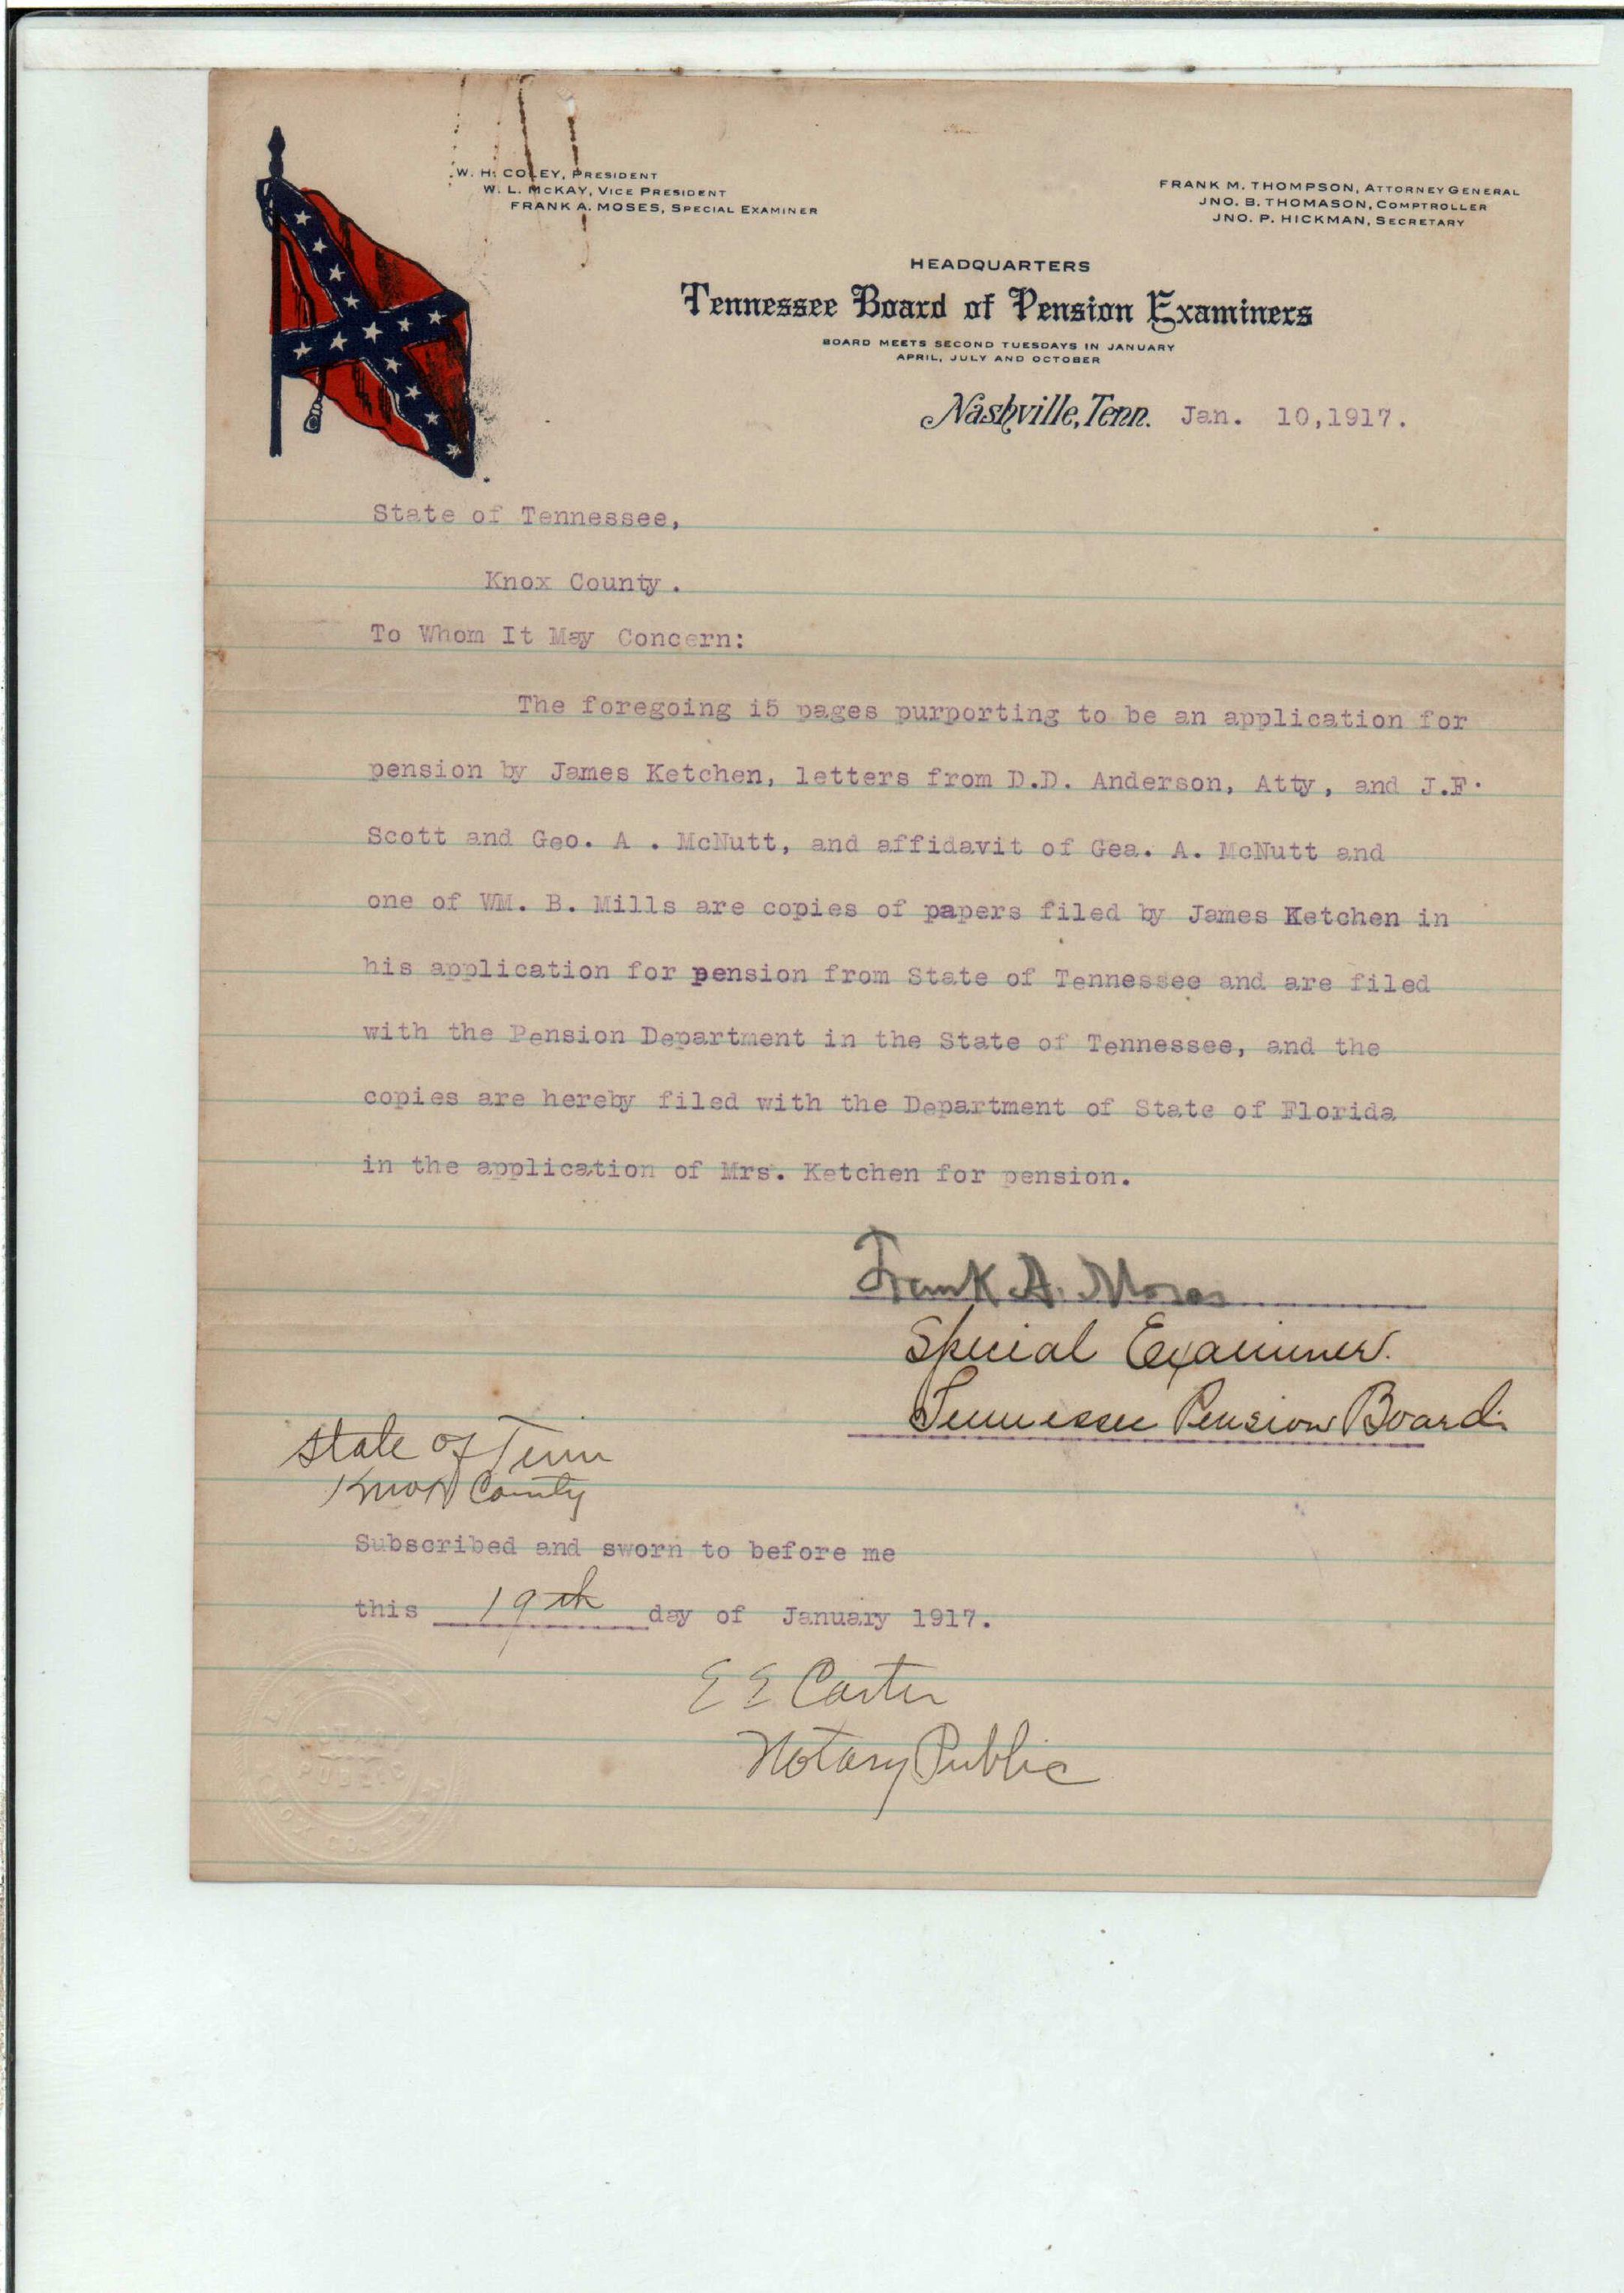 W. H. COLEY, PRESIDENT
W. L. McKAY, VICE PRESIDENT
FRANK A. MOSES, SPECIAL EXAMINER
FRANK M. THOMPSON, ATTORNEY GENERAL
JNO. B. THOMASON, COMPTROLLER
JNO. P. HICKMAN, SECRETARY
HEADQUARTERS
Tennessee Board of Pension Examiners
BOARD MEETS SECOND TUESDAYS IN JANUARY
APRIL, JULY AND OCTOBER
Nashville, Tenn. Jan. 10,1917.
State of Tennessee,
Knox County.
To Whom It May Concern:
The foregoing i5 pages purporting to be an application for
pension by James Ketchen, letters from D.D. Anderson, Atty, and J.F.
Scott and Geo. A . McNutt, and affidavit of Gea. A. McNutt and
one of WM. B. Mills are copies of papers filed by James Ketchen in
his application for pension from State of Tennessee and are filed
with the Pension Department in the State of Tennessee, and the
copies are hereby filed with the Department of State of Florida
in the application of Mrs. Ketchen for pension.
Frank A. Moses
Special Examiner.
Tennessee Pension Board.
State of Tenn
Knox County
Subscribed and sworn to before me
this 19th day of January 1917.
E E Carter
Notary Public
NOTARY
PUBLIC
KNOX CO. TENN.